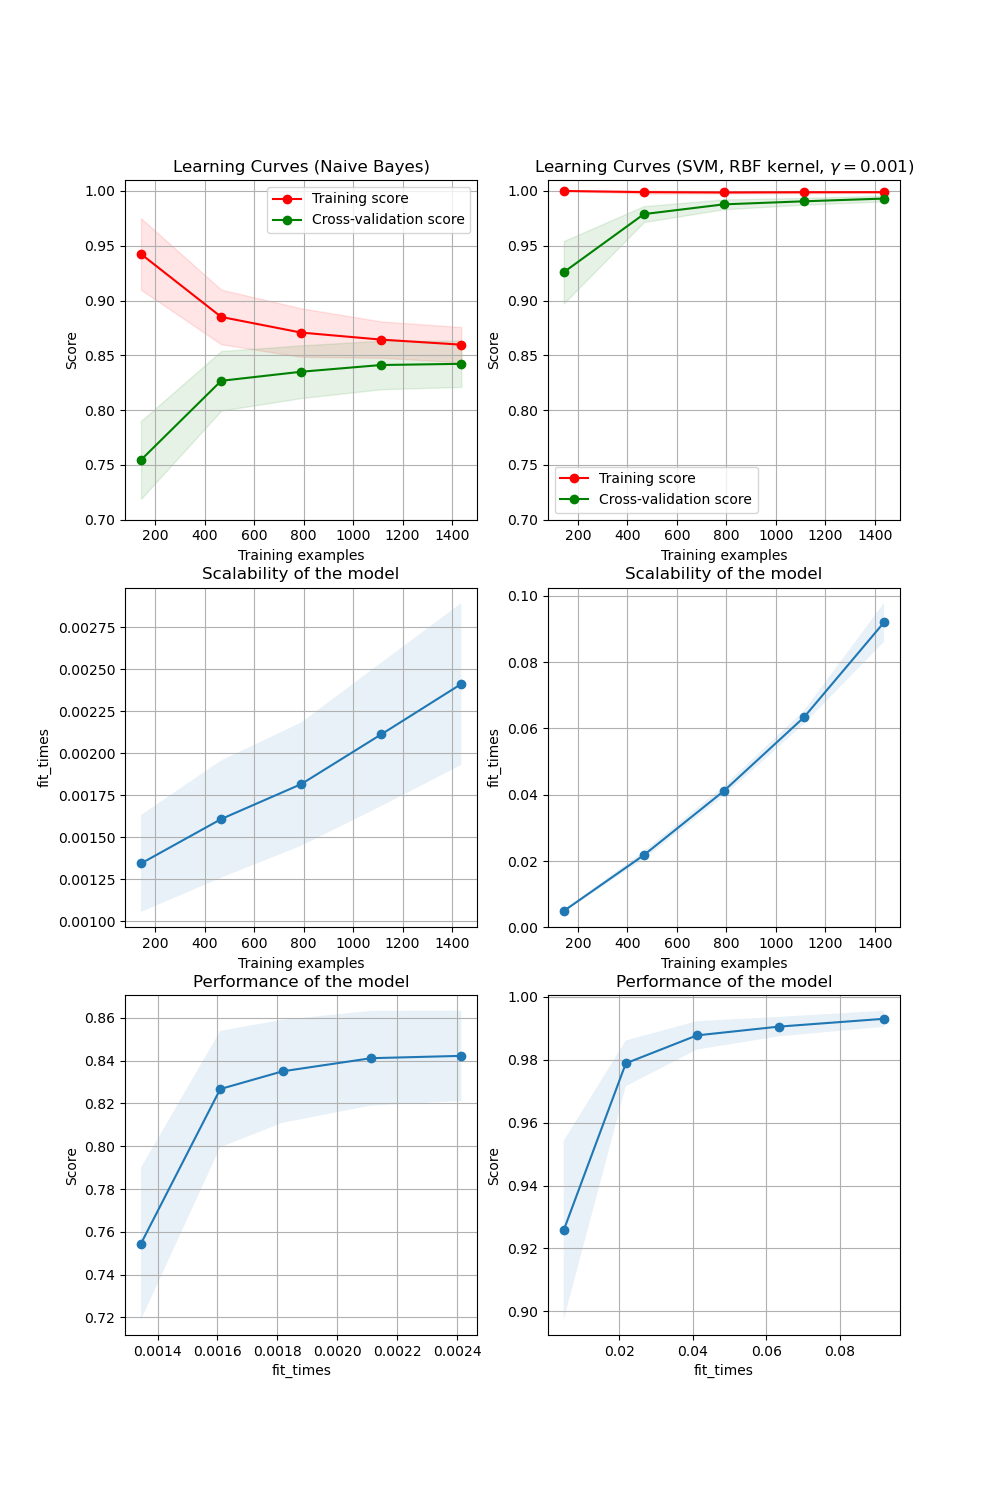 Learning Curves (Naive Bayes)
1.00
0.95
0.90
0.85
0.80
0.75
0.70
Score
Training score
Cross-validation score
200 400 600 800 1000 1200 1400
Training examples
Learning Curves (SVM, RBF kernel, γ = 0.001)
1.00
0.95
0.90
0.85
0.80
0.75
0.70
Score
Training score
Cross-validation score
200 400 600 800 1000 1200 1400
Training examples
Scalability of the model
0.00275
0.00250
0.00225
0.00200
0.00175
0.00150
0.00125
0.00100
fit_times
200 400 600 800 1000 1200 1400
Training examples
Scalability of the model
0.10
0.08
0.06
0.04
0.02
0.00
fit_times
200 400 600 800 1000 1200 1400
Training examples
Performance of the model
0.86
0.84
0.82
0.80
0.78
0.76
0.74
0.72
Score
0.0014 0.0016 0.0018 0.0020 0.0022 0.0024
fit_times
Performance of the model
1.00
0.98
0.96
0.94
0.92
0.90
Score
0.02 0.04 0.06 0.08
fit_times